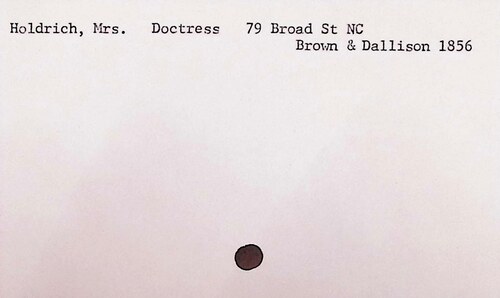 Holdrich, Mrs. Doctress 79 Broad St NC
Brown & Dallison 1856